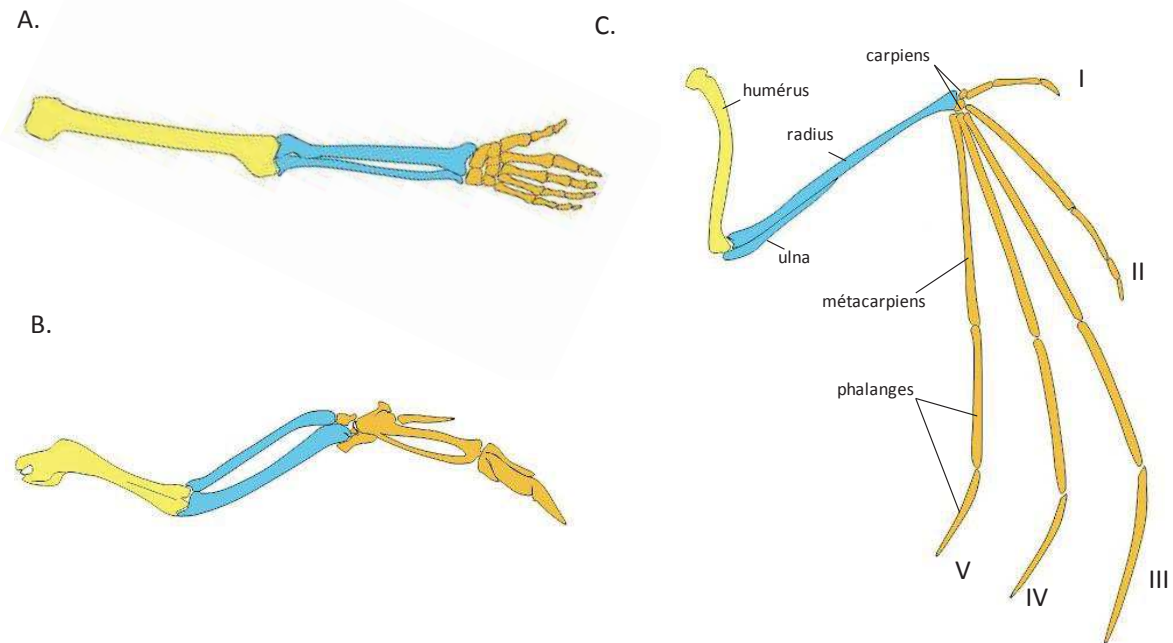 A.
C.
carpiens
I
humérus
radius
ulna
II
métacarpiens
B.
phalanges
V
IV
III